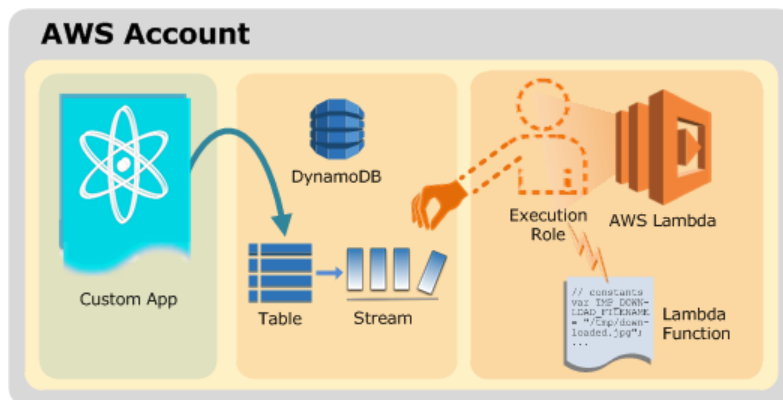 AWS Account
Custom App
DynamoDB
Table
Stream
Execution
Role
AWS Lambda
// constants
var TMP_DOWN-
LOAD_FILENAME
= "/tmp/down-
loaded.jpg";
...
Lambda
Function